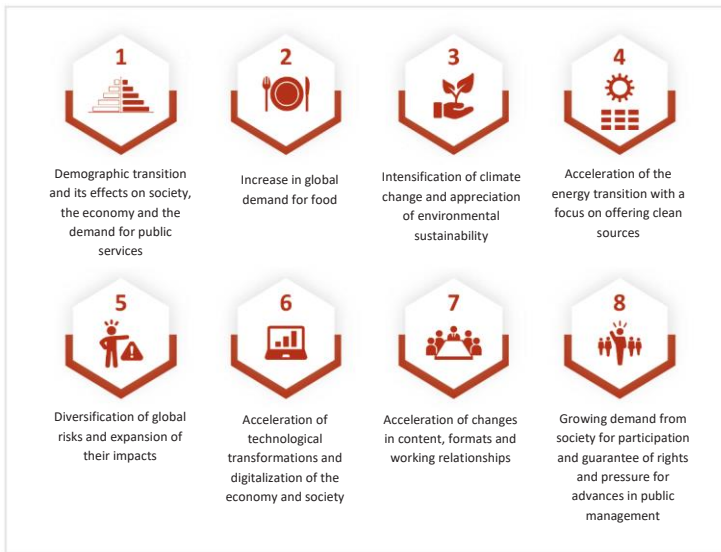 1
Demographic transition
and its effects on society,
the economy and the
demand for public
services
2
Increase in global
demand for food
3
Intensification of climate
change and appreciation
of environmental
sustainability
4
Acceleration of the
energy transition with a
focus on offering clean
sources
5
Diversification of global
risks and expansion of
their impacts
6
Acceleration of
technological
transformations and
digitalization of the
economy and society
7
Acceleration of changes
in content, formats and
working relationships
8
Growing demand from
society for participation
and guarantee of rights
and pressure for
advances in public
management